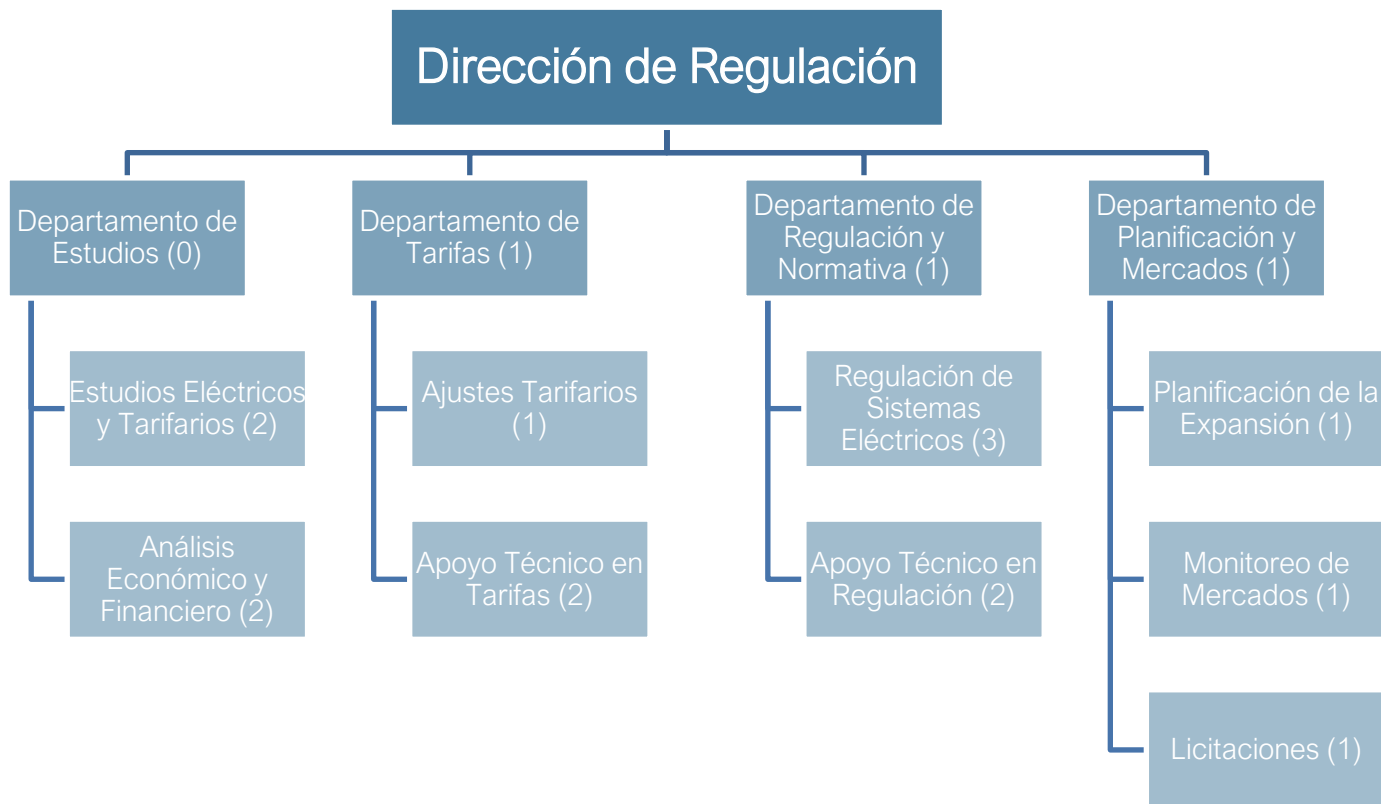 Dirección de Regulación
Departamento de
Estudios (0)
Departamento de
Tarifas (1)
Departamento de
Regulación y
Normativa (1)
Departamento de
Planificación y
Mercados (1)
Estudios Eléctricos
y Tarifarios (2)
Ajustes Tarifarios
(1)
Regulación de
Sistemas
Eléctricos (3)
Planificación de la
Expansión (1)
Análisis
Económico y
Financiero (2)
Apoyo Técnico en
Tarifas (2)
Apoyo Técnico en
Regulación (2)
Monitoreo de
Mercados (1)
Licitaciones (1)